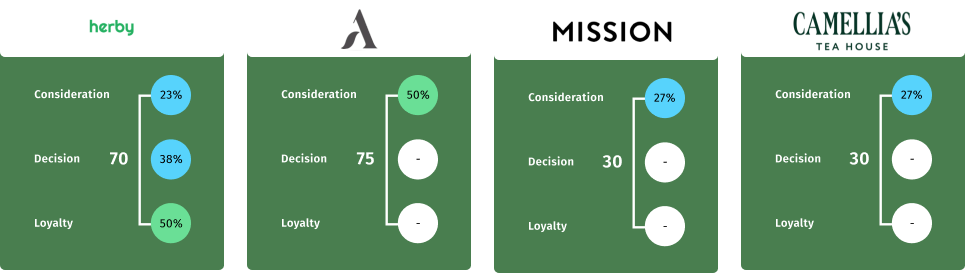 herby
Consideration 23%
Decision 70 38%
Loyalty 50%
A
Consideration 50%
Decision 75 -
Loyalty -
MISSION
Consideration 27%
Decision 30 -
Loyalty -
CAMELLIA'S
TEA HOUSE
Consideration 27%
Decision 30 -
Loyalty -